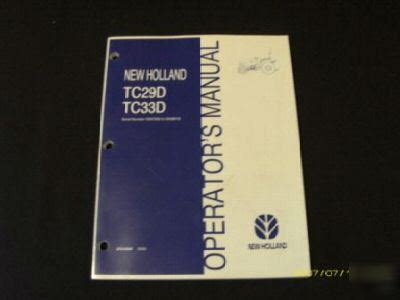 NEW HOLLAND
TC29D
TC33D
OPERATOR'S MANUAL
NEW HOLLAND